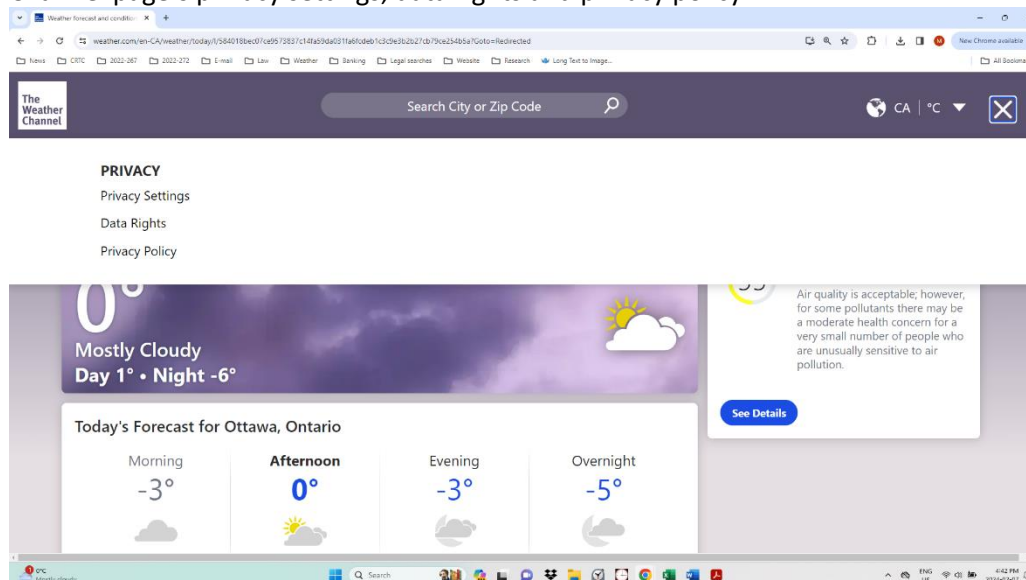 Weather forecast and condition
weather.com/en-CA/weather/today/l/584018bec07ce9573837c14fa59da031fa6fcdeb1c3c9e3b2b27cb79ce254b5a?Goto=Redirected
New Chrome available
News CRTC 2022-267 2022-272 E-mail Law Weather Banking Legal searches Website Research Long Text to Image...
All Bookma
The
Weather
Channel
Search City or Zip Code
CA | °C
PRIVACY
Privacy Settings
Data Rights
Privacy Policy
0°
Mostly Cloudy
Day 1° • Night -6°
Air quality is acceptable; however,
for some pollutants there may be
a moderate health concern for a
very small number of people who
are unusually sensitive to air
pollution.
See Details
Today's Forecast for Ottawa, Ontario
Morning Afternoon Evening Overnight
-3° 0° -3° -5°
0°C
Mostly cloudy
Search
ENG
4:42 PM